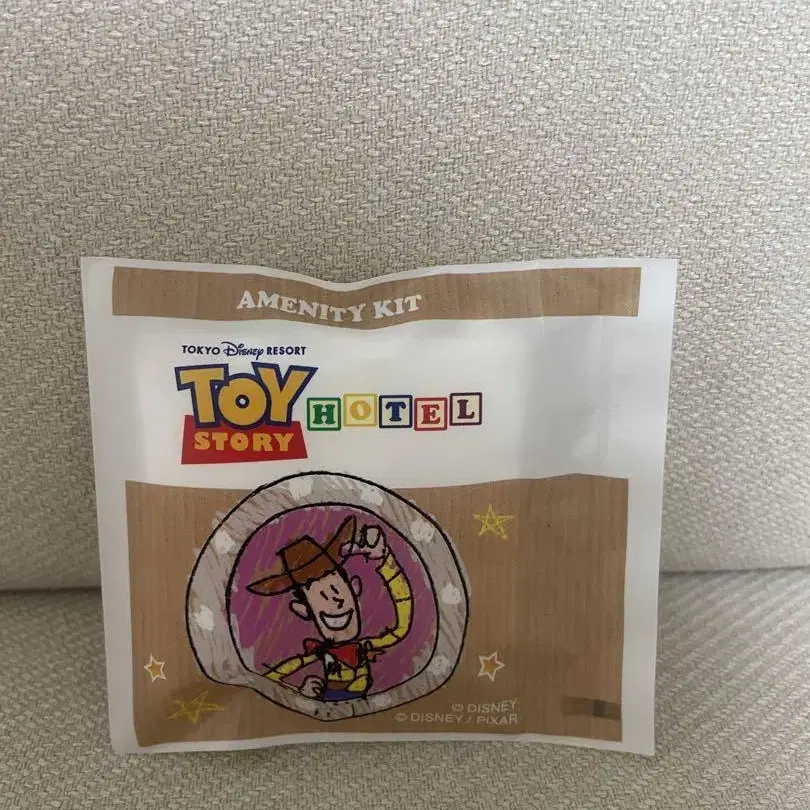 AMENITY KIT
TOKYO Disney RESORT
TOY
STORY
HOTEL
© DISNEY
© DISNEY / PIXAR